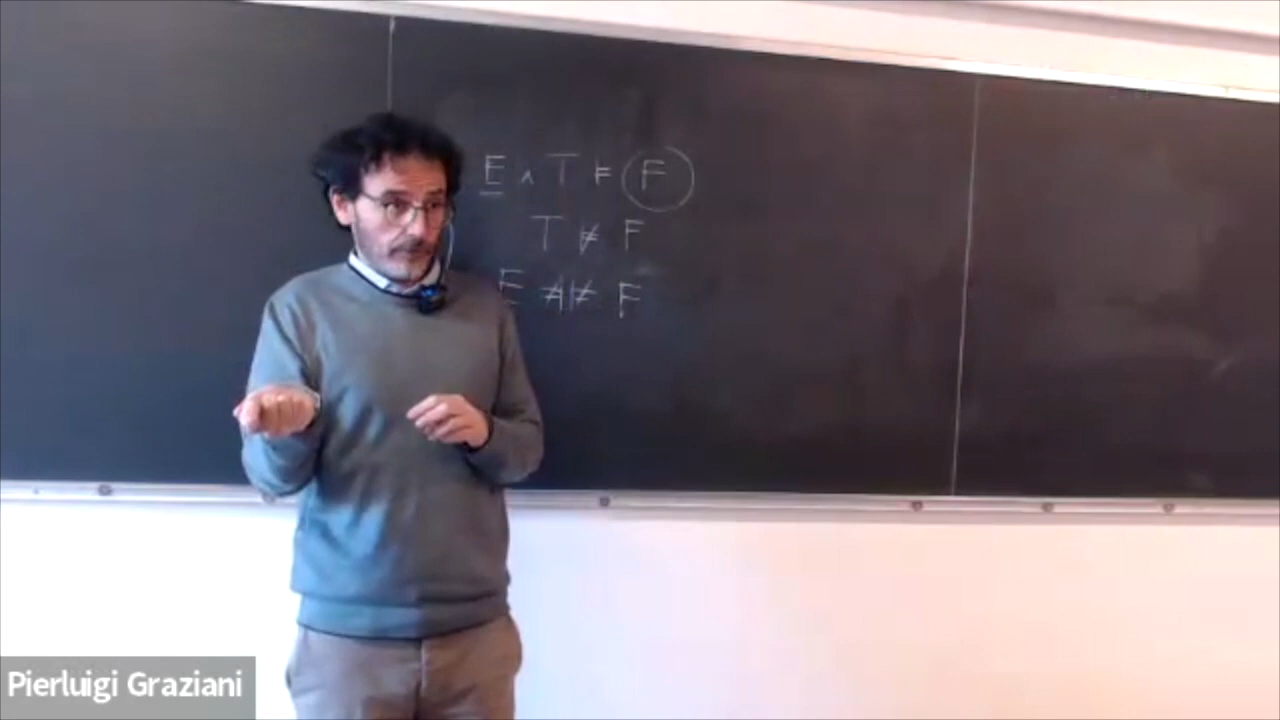 E ∧ T ⊨ F
T ⊭ F
E ⊭ F
Pierluigi Graziani